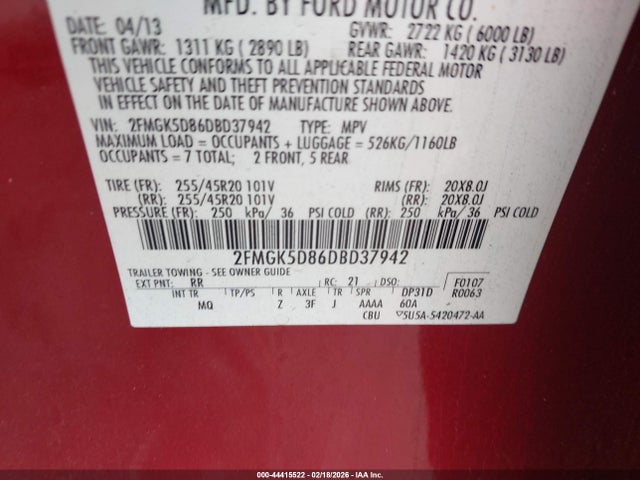 MFD. BY FORD MOTOR CO.
DATE: 04/13 GVWR: 2722 KG ( 6000 LB)
FRONT GAWR: 1311 KG ( 2890 LB) REAR GAWR: 1420 KG ( 3130 LB)
THIS VEHICLE CONFORMS TO ALL APPLICABLE FEDERAL MOTOR
VEHICLE SAFETY AND THEFT PREVENTION STANDARDS
IN EFFECT ON THE DATE OF MANUFACTURE SHOWN ABOVE.
VIN: 2FMGK5D86DBD37942 TYPE: MPV
MAXIMUM LOAD = OCCUPANTS + LUGGAGE = 526KG/1160LB
OCCUPANTS = 7 TOTAL; 2 FRONT, 5 REAR
TIRE (FR): 255/45R20 101V RIMS (FR): 20X8.0J
(RR): 255/45R20 101V (RR): 20X8.0J
PRESSURE (FR): 250 kPa/ 36 PSI COLD (RR): 250 kPa/ 36 PSI COLD
2FMGK5D86DBD37942
TRAILER TOWING - SEE OWNER GUIDE
EXT PNT: RR RC: 21 DSO: F0107
INT TR TP/PS R AXLE TR SPR DP31D R0063
MQ Z 3F J AAAA 60A
CBU 5U5A-5420472-AA
000-44415522 - 02/18/2026 - IAA Inc.